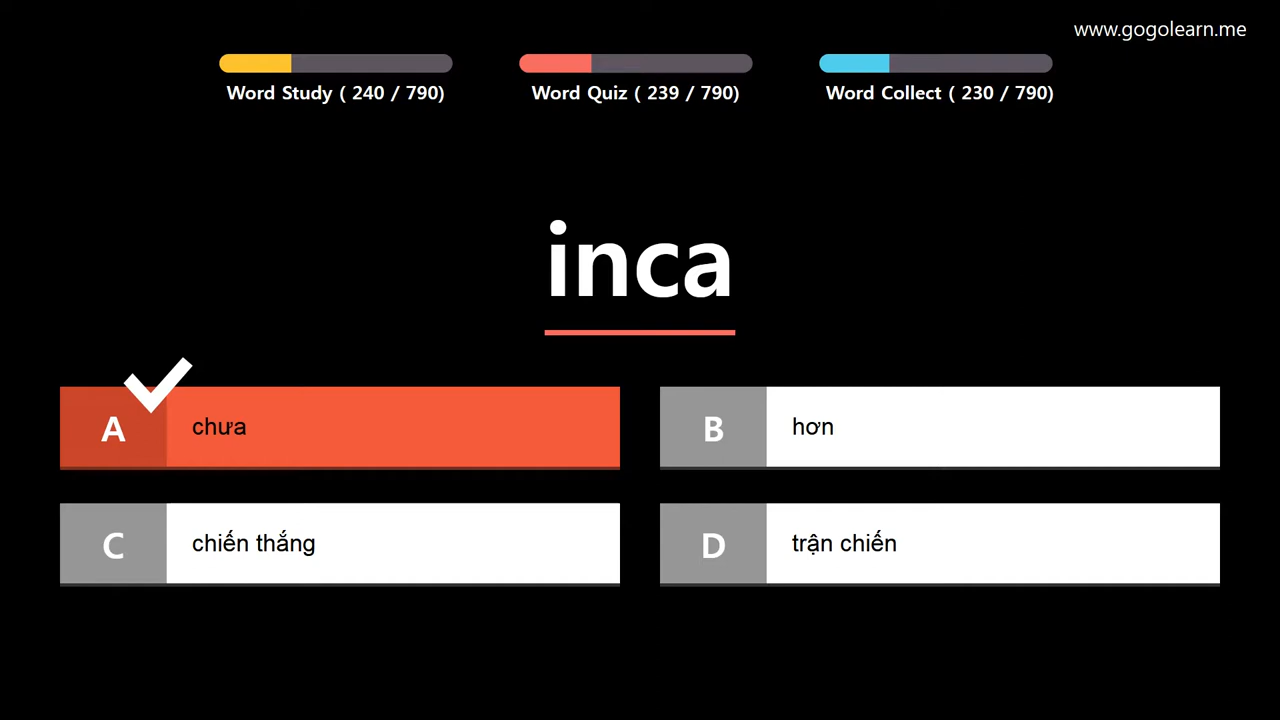 www.gogolearn.me
Word Study ( 240 / 790)
Word Quiz ( 239 / 790)
Word Collect ( 230 / 790)
inca
A
chưa
B
hơn
C
chiến thắng
D
trận chiến